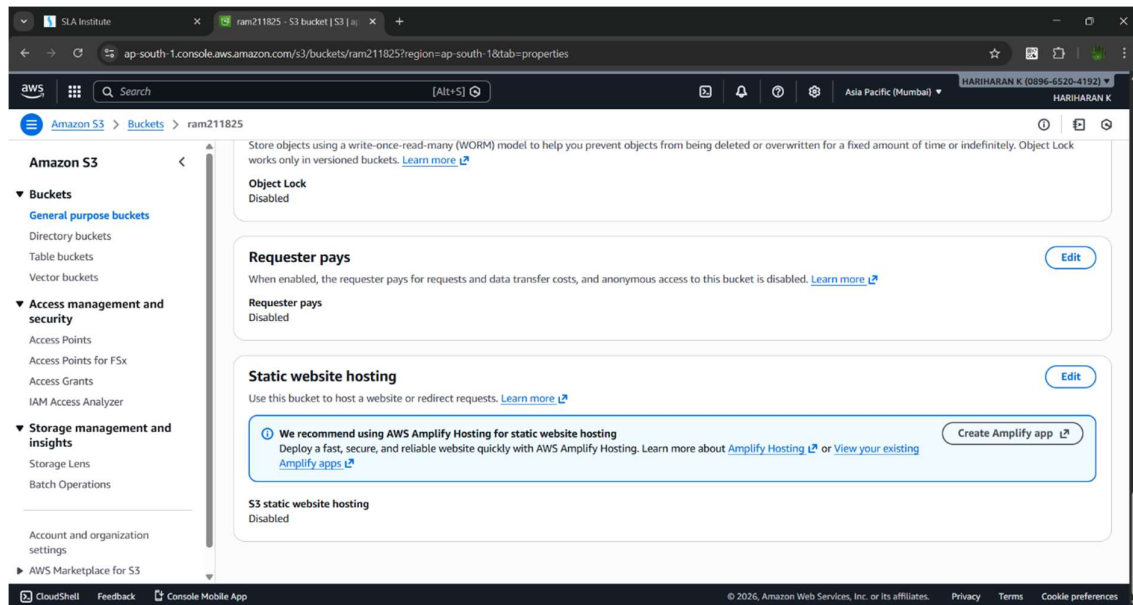 SLA Institute
ram211825 - S3 bucket | S3 | ap
ap-south-1.console.aws.amazon.com/s3/buckets/ram211825?region=ap-south-1&tab=properties
aws
Search
[Alt+S]
Asia Pacific (Mumbai)
HARIHARAN K (0896-6520-4192)
HARIHARAN K
Amazon S3 > Buckets > ram211825
Amazon S3
Buckets
General purpose buckets
Directory buckets
Table buckets
Vector buckets
Access management and
security
Access Points
Access Points for FSx
Access Grants
IAM Access Analyzer
Storage management and
insights
Storage Lens
Batch Operations
Account and organization
settings
AWS Marketplace for S3
Store objects using a write-once-read-many (WORM) model to help you prevent objects from being deleted or overwritten for a fixed amount of time or indefinitely. Object Lock
works only in versioned buckets. Learn more
Object Lock
Disabled
Requester pays
Edit
When enabled, the requester pays for requests and data transfer costs, and anonymous access to this bucket is disabled. Learn more
Requester pays
Disabled
Static website hosting
Edit
Use this bucket to host a website or redirect requests. Learn more
We recommend using AWS Amplify Hosting for static website hosting
Deploy a fast, secure, and reliable website quickly with AWS Amplify Hosting. Learn more about Amplify Hosting or View your existing
Amplify apps
Create Amplify app
S3 static website hosting
Disabled
CloudShell Feedback Console Mobile App
© 2026, Amazon Web Services, Inc. or its affiliates. Privacy Terms Cookie preferences